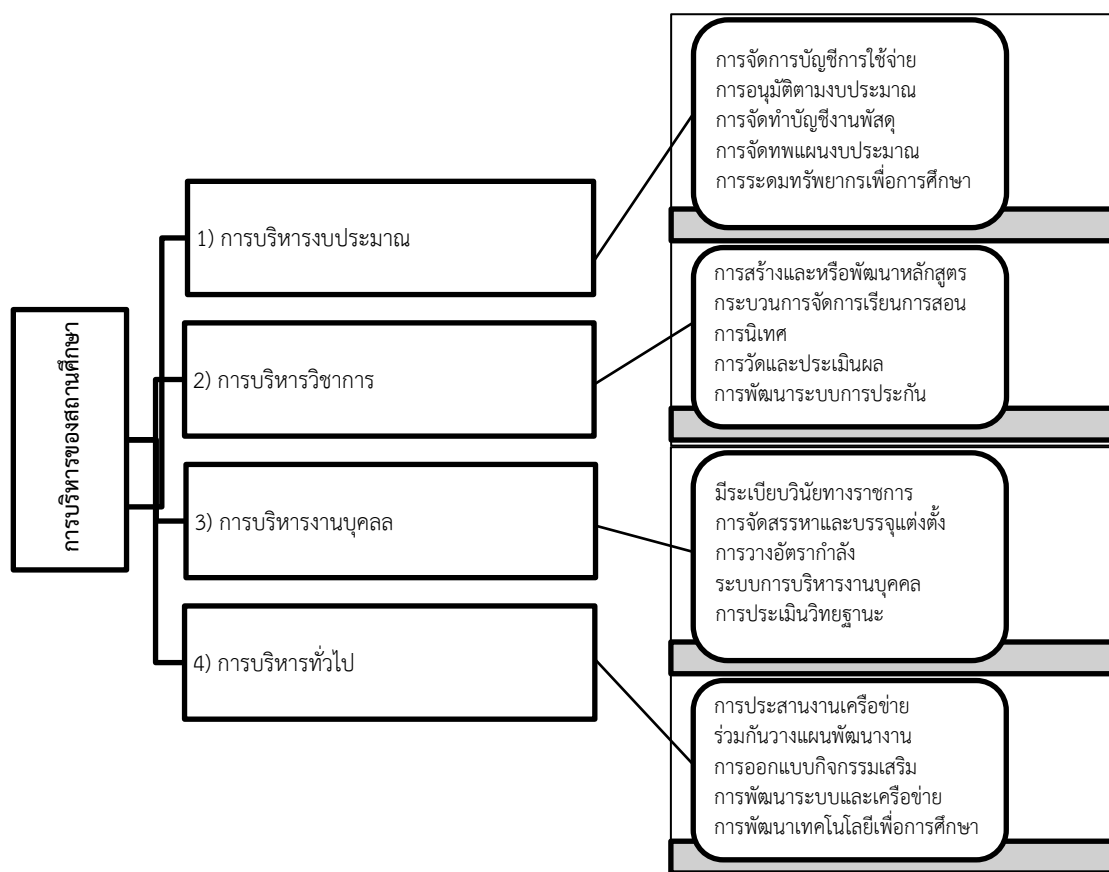 การบริหารของสถานศึกษา
1) การบริหารงบประมาณ
การจัดการบัญชีการใช้จ่าย
การอนุมัติตามงบประมาณ
การจัดทำบัญชีงานพัสดุ
การจัดทพแผนงบประมาณ
การระดมทรัพยากรเพื่อการศึกษา
2) การบริหารวิชาการ
การสร้างและหรือพัฒนาหลักสูตร
กระบวนการจัดการเรียนการสอน
การนิเทศ
การวัดและประเมินผล
การพัฒนาระบบการประกัน
3) การบริหารงานบุคลล
มีระเบียบวินัยทางราชการ
การจัดสรรหาและบรรจุแต่งตั้ง
การวางอัตรากำลัง
ระบบการบริหารงานบุคคล
การประเมินวิทยฐานะ
4) การบริหารทั่วไป
การประสานงานเครือข่าย
ร่วมกันวางแผนพัฒนางาน
การออกแบบกิจกรรมเสริม
การพัฒนาระบบและเครือข่าย
การพัฒนาเทคโนโลยีเพื่อการศึกษา